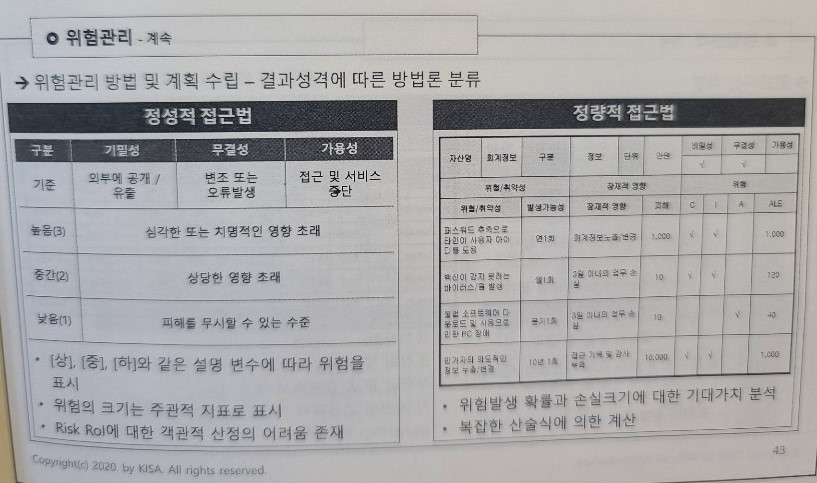 위험관리 - 계속
→ 위험관리 방법 및 계획 수립 – 결과성격에 따른 방법론 분류
정성적 접근법
구분 기밀성 무결성 가용성
기준 외부에 공개 / 유출 변조 또는 오류발생 접근 및 서비스 중단
높음(3) 심각한 또는 치명적인 영향 초래
중간(2) 상당한 영향 초래
낮음(1) 피해를 무시할 수 있는 수준
• [상], [중], [하]와 같은 설명 변수에 따라 위험을
표시
• 위험의 크기는 주관적 지표로 표시
• Risk RoI에 대한 객관적 산정의 어려움 존재
정량적 접근법
자산명 회계정보 구분 정보 단위 만원 비밀성 무결성 가용성
√ √
위협/취약성 잠재적 영향 위험
위협/취약성 발생가능성 잠재적 영향 피해 C I A ALE
패스워드 추측으로
타인이 사용자 아이
디를 도용
연1회 회계정보노출/변경 1,000 √ √ 1,000
백신이 감지 못하는
바이러스/웜 발생
월1회 3일 이내의 업무 손
실
10 √ √ 120
불법 소프트웨어 다
운로드 및 사용으로
인한 PC 장애
분기1회 3일 이내의 업무 손
실
10 √ 40
인가자의 의도적인
정보 누출/변경
10년 1회 접근 기록 및 감사
부족
10,000 √ √ 1,000
• 위험발생 확률과 손실크기에 대한 기대가치 분석
• 복잡한 산술식에 의한 계산
Copyright(c) 2020. by KISA. All rights reserved.
43